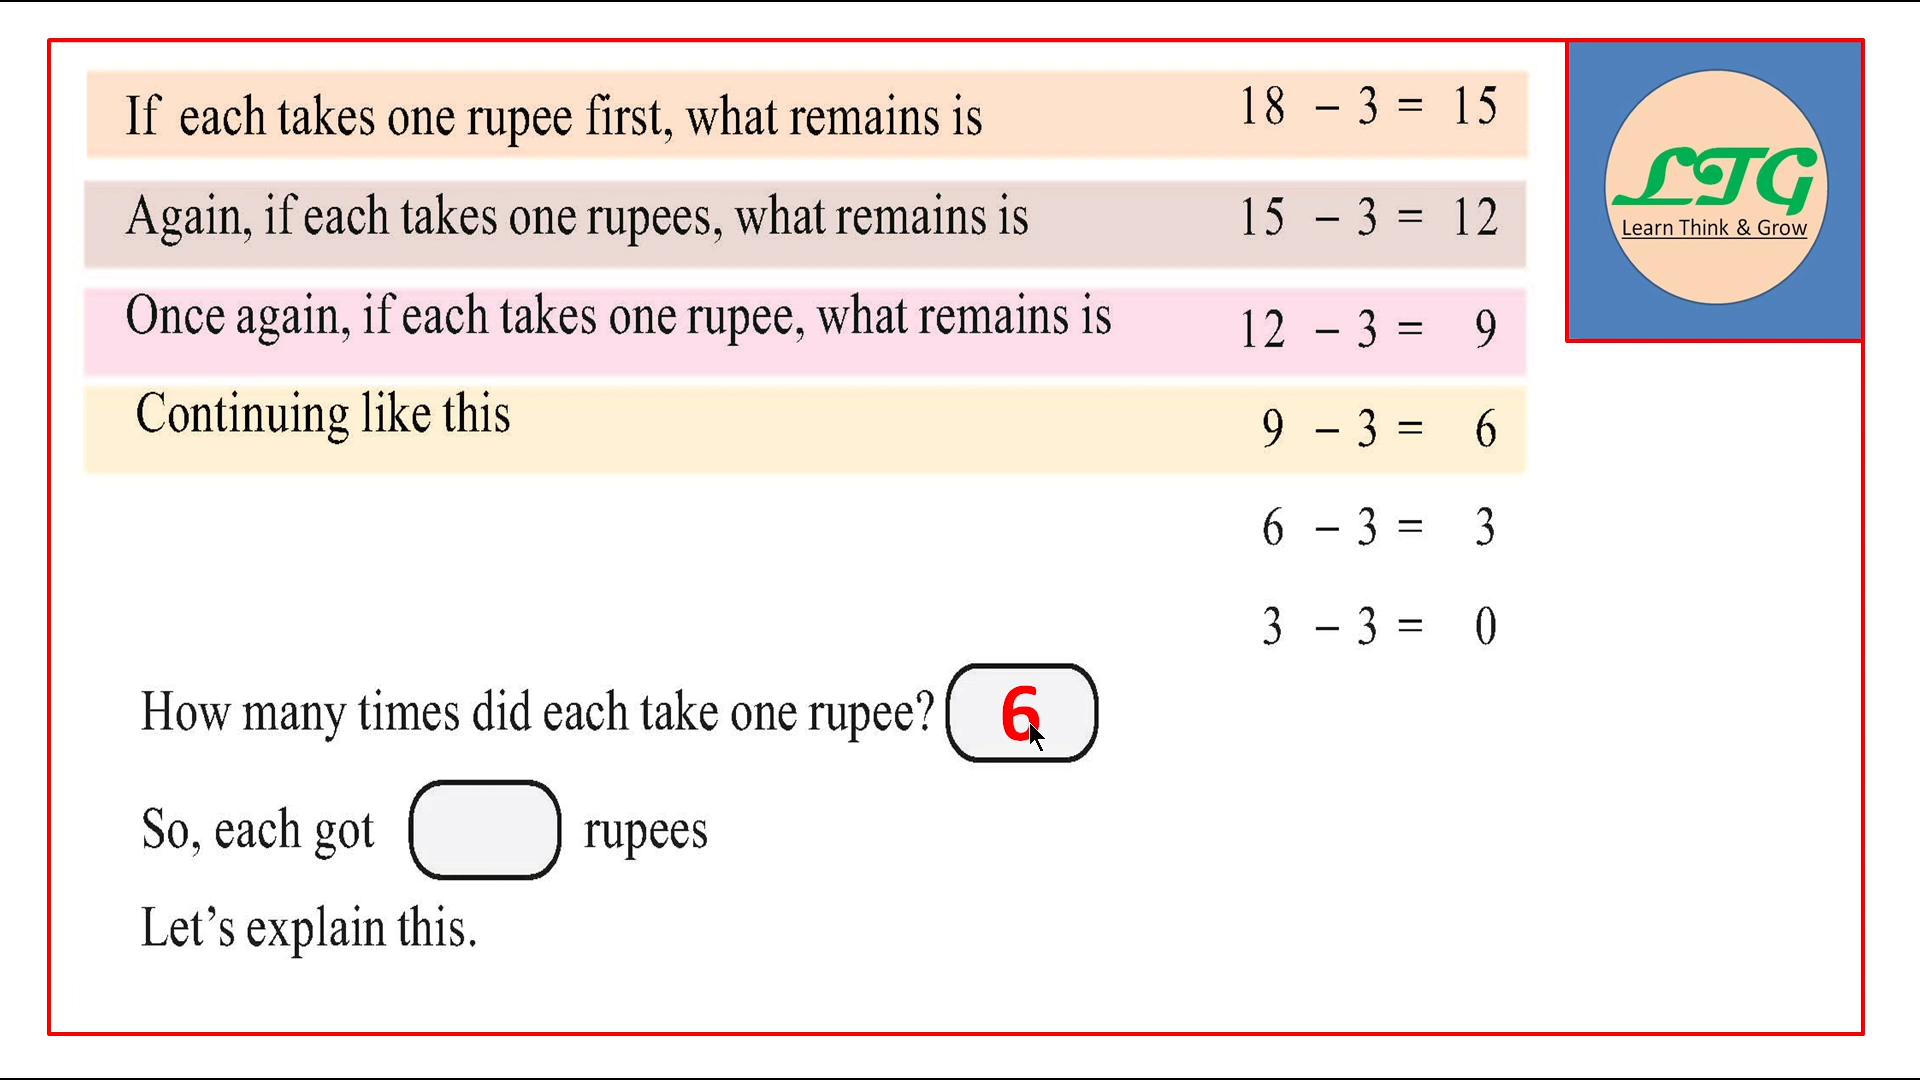 If each takes one rupee first, what remains is 18 – 3 = 15
Again, if each takes one rupees, what remains is 15 – 3 = 12
Once again, if each takes one rupee, what remains is 12 – 3 = 9
Continuing like this 9 – 3 = 6
6 – 3 = 3
3 – 3 = 0
How many times did each take one rupee? 6
So, each got rupees
Let’s explain this.
LTG
Learn Think & Grow